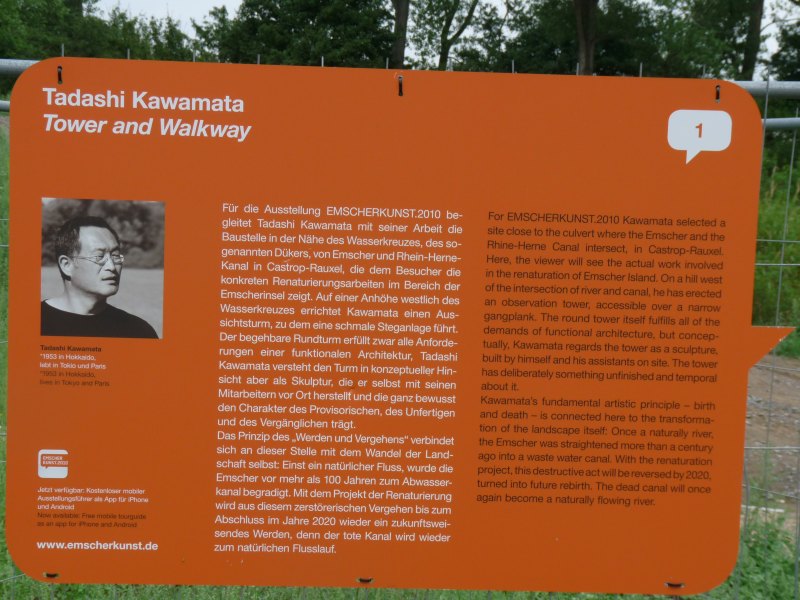 Tadashi Kawamata
Tower and Walkway
1
Tadashi Kawamata
*1953 in Hokkaido,
lebt in Tokio und Paris
*1953 in Hokkaido,
lives in Tokyo and Paris
EMSCHER
KUNST.2010
Jetzt verfügbar: Kostenloser mobiler
Ausstellungsführer als App für iPhone
und Android
Now available: Free mobile tourguide
as an app for iPhone and Android
www.emscherkunst.de
Für die Ausstellung EMSCHERKUNST.2010 be-
gleitet Tadashi Kawamata mit seiner Arbeit die
Baustelle in der Nähe des Wasserkreuzes, des so-
genannten Dükers, von Emscher und Rhein-Herne-
Kanal in Castrop-Rauxel, die dem Besucher die
konkreten Renaturierungsarbeiten im Bereich der
Emscherinsel zeigt. Auf einer Anhöhe westlich des
Wasserkreuzes errichtet Kawamata einen Aus-
sichtsturm, zu dem eine schmale Steganlage führt.
Der begehbare Rundturm erfüllt zwar alle Anforde-
rungen einer funktionalen Architektur, Tadashi
Kawamata versteht den Turm in konzeptueller Hin-
sicht aber als Skulptur, die er selbst mit seinen
Mitarbeitern vor Ort herstellt und die ganz bewusst
den Charakter des Provisorischen, des Unfertigen
und des Vergänglichen trägt.
Das Prinzip des „Werden und Vergehens" verbindet
sich an dieser Stelle mit dem Wandel der Land-
schaft selbst: Einst ein natürlicher Fluss, wurde die
Emscher vor mehr als 100 Jahren zum Abwasser-
kanal begradigt. Mit dem Projekt der Renaturierung
wird aus diesem zerstörerischen Vergehen bis zum
Abschluss im Jahre 2020 wieder ein zukunftswei-
sendes Werden, denn der tote Kanal wird wieder
zum natürlichen Flusslauf.
For EMSCHERKUNST.2010 Kawamata selected a
site close to the culvert where the Emscher and the
Rhine-Herne Canal intersect, in Castrop-Rauxel.
Here, the viewer will see the actual work involved
in the renaturation of Emscher Island. On a hill west
of the intersection of river and canal, he has erected
an observation tower, accessible over a narrow
gangplank. The round tower itself fulfills all of the
demands of functional architecture, but concep-
tually, Kawamata regards the tower as a sculpture,
built by himself and his assistants on site. The tower
has deliberately something unfinished and temporal
about it.
Kawamata's fundamental artistic principle – birth
and death – is connected here to the transforma-
tion of the landscape itself: Once a naturally river,
the Emscher was straightened more than a century
ago into a waste water canal. With the renaturation
project, this destructive act will be reversed by 2020,
turned into future rebirth. The dead canal will once
again become a naturally flowing river.